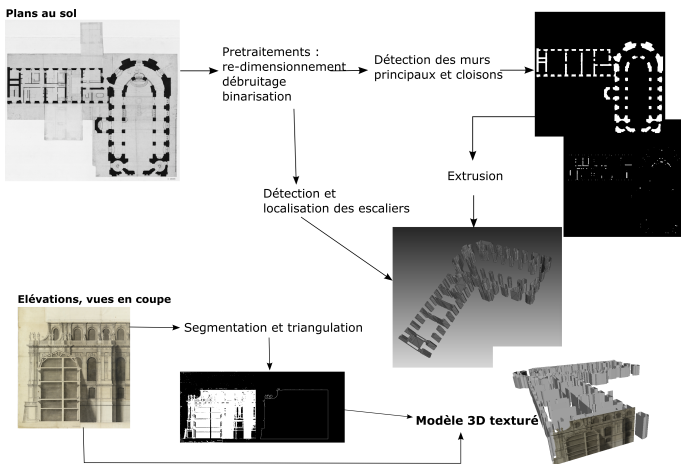 Plans au sol
Pretraitements :
re-dimensionnement
débruitage
binarisation
Détection des murs
principaux et cloisons
Extrusion
Détection et
localisation des escaliers
Elévations, vues en coupe
Segmentation et triangulation
Modèle 3D texturé